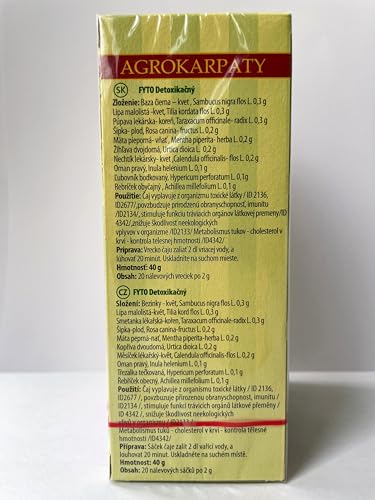 AGROKARPATY
SK FYTO Detoxikačný
Zloženie: Baza čierna – kvet , Sambucus nigra flos L. 0,3 g
Lipa malolistá -kvet, Tilia kordata flos L. 0,3 g
Púpava lekárska- koreň, Taraxacum officinale- radix L. 0,3 g
Šípka- plod, Rosa canina- fructus L. 0,2 g
Mäta pieporná- vňať , Mentha piperita- herba L. 0,2 g
Žihľava dvojdomá, Urtica dioica L. 0,2 g
Nechtík lekársky- kvet ,Calendula officinalis- flos L. 0,2 g
Oman pravý, Inula helenium L. 0,1 g
Ľubovník bodkovaný, Hypericum perforatum L. 0,1g
Rebríček obyčajný , Achillea millefolium L. 0,1 g
Použitie: Čaj vyplavuje z organizmu toxické látky / ID 2136,
ID2677/,povzbudzuje prirodzenú obranyschopnosť, imunitu
/ID2134/ , stimuluje funkciu tráviacich orgánov látkovej premeny/ID
4342/,znižuje škodlivosť neekologických
vplyvov v organizme /ID2133/ Metabolismus tukov - cholesterol v
krvi - kontrola telesnej hmotnosti /ID4342/
Príprava: Vrecko čaju zaliať 2 dl vriacej vody, a
lúhovať 20 minút. Uskladnite na suchom mieste.
Hmotnosť: 40 g
Obsah: 20 nálevových vreciek po 2 g
CZ FYTO Detoxikačný
Složení: Bezinky - květ, Sambucus nigra flos L. 0,3 g
Lípa malolistá-květ, Tilia kord flos L. 0,3 g
Smetanka lékařská-kořen, Taraxacum officinale-radix L. 0,3 g
Šípka-plod, Rosa canina-fructus L. 0,2 g
Máta peprná-nať, Mentha piperita-herba L. 0,2 g
Kopřiva dvoudomá, Urtica dioica L. 0,2 g
Měsíček lékařský-květ, Calendula officinalis-flos L. 0,2 g
Oman pravý, Inula helenium L. 0,1 g
Třezalka tečkovaná, Hypericum perforatum L. 0,1 g
Řebříček obecný, Achillea millefolium L. 0,1 g
Použití: Čaj vyplavuje z organizmu toxické látky / ID 2136,
ID2677 /, povzbuzuje přirozenou obranyschopnost, imunitu /
ID2134 / , stimuluje funkci trávicích orgánů látkové přeměny /
ID 4342 /, snižuje škodlivost neekologických
vlivů v organismu / ID2133 /
Metabolismus tuků - cholesterol v krvi - kontrola tělesné
hmotnosti /ID4342/
Příprava: Sáček čaje zalít 2 dl vařící vody, a
louhovat 20 minut. Uskladněte na suchém místě.
Hmotnost: 40 g
Obsah: 20 nálevových sáčků po 2 g